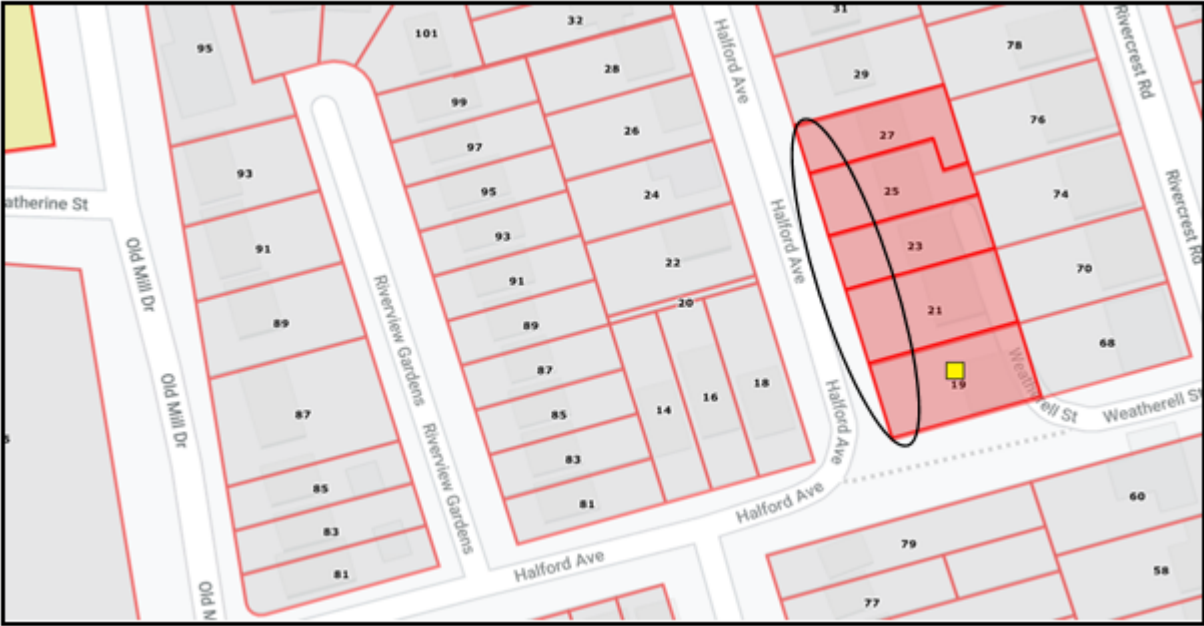 31
Rivercrest Rd
32
101
Halford Ave
78
95
28
29
99
76
26
27
97
93
25
95
24
74
atherine St
Halford Ave
Rivercrest Rd
93
23
91
22
70
Old Mill Dr
91
20
21
89
89
Riverview Gardens
68
87
Old Mill Dr
18
19
Weatherell St
16
Weatherell St
87
85
14
Halford Ave
Riverview Gardens
83
85
81
Halford Ave
60
83
79
Halford Ave
81
58
77
Old M